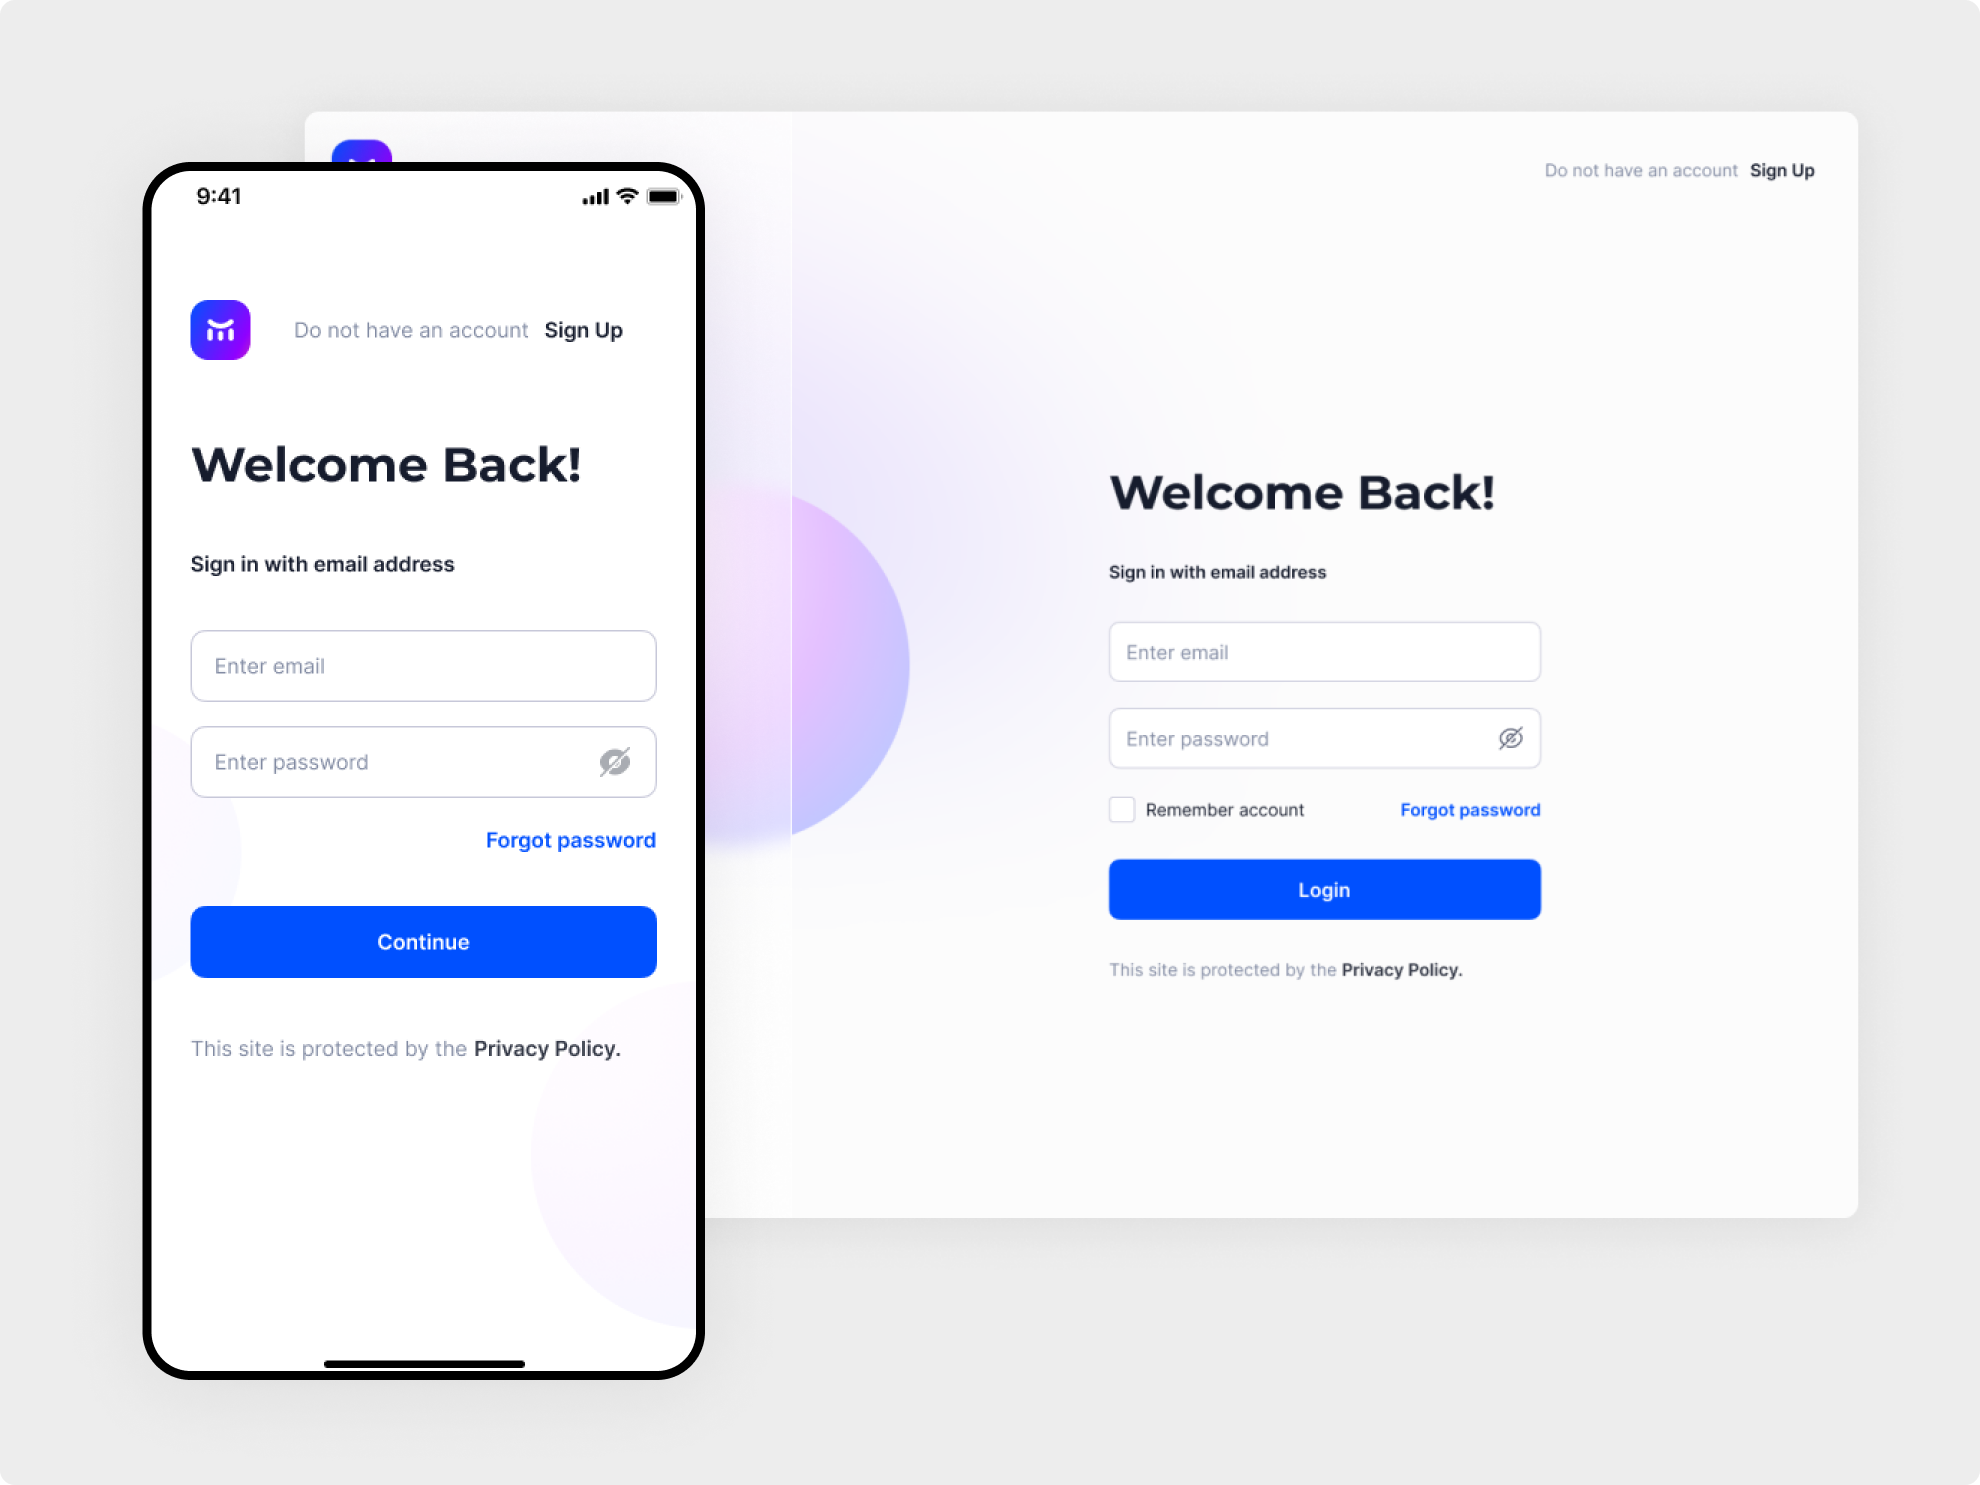 9:41
Do not have an account Sign Up
Welcome Back!
Sign in with email address
Enter email
Enter password
Forgot password
Continue
This site is protected by the Privacy Policy.
Do not have an account Sign Up
Welcome Back!
Sign in with email address
Enter email
Enter password
Remember account Forgot password
Login
This site is protected by the Privacy Policy.